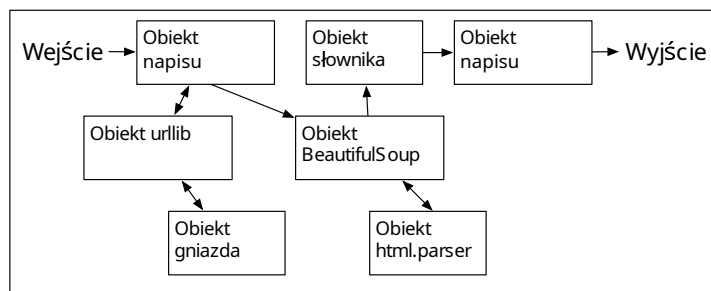 Wejście
Obiekt
napisu
Obiekt
słownika
Obiekt
napisu
Wyjście
Obiekt urllib
Obiekt
BeautifulSoup
Obiekt
gniazda
Obiekt
html.parser